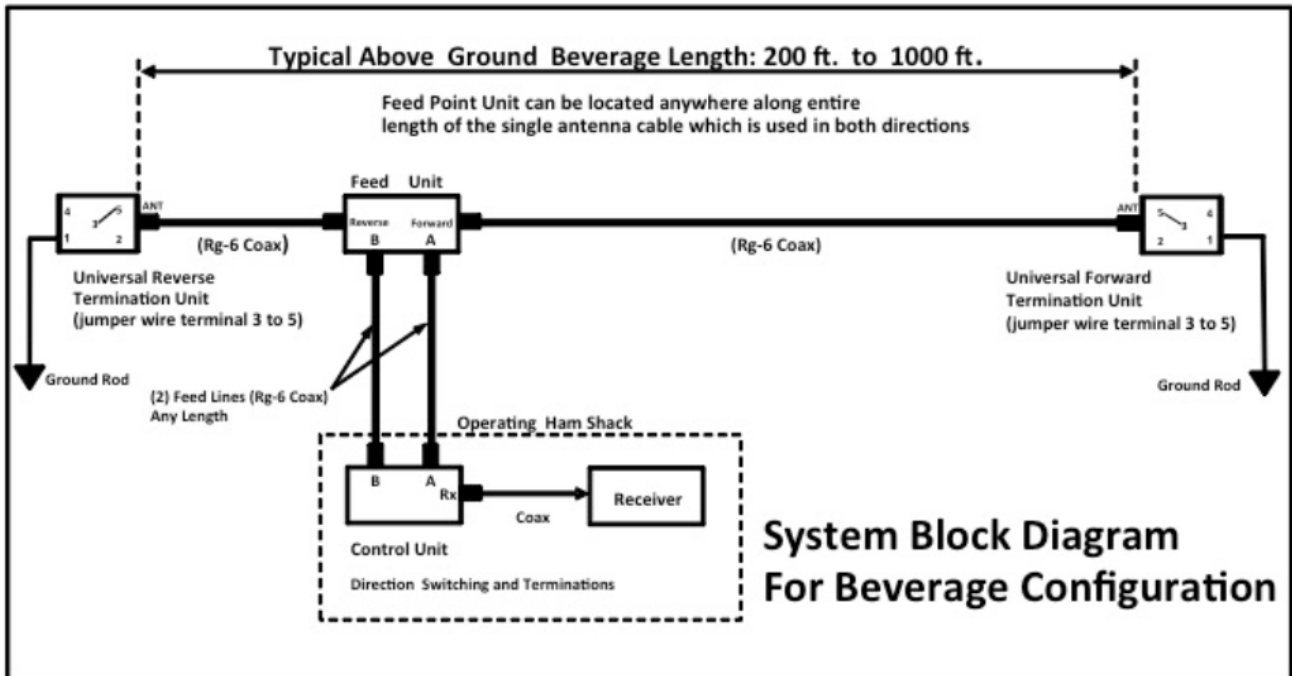 Typical Above Ground Beverage Length: 200 ft. to 1000 ft.
Feed Point Unit can be located anywhere along entire
length of the single antenna cable which is used in both directions
Feed Unit
4 5 ANT
3
1 2
Reverse Forward
B A
ANT 5 4
3
2 1
(Rg-6 Coax)
(Rg-6 Coax)
Universal Reverse
Termination Unit
(jumper wire terminal 3 to 5)
Universal Forward
Termination Unit
(jumper wire terminal 3 to 5)
Ground Rod
Ground Rod
(2) Feed Lines (Rg-6 Coax)
Any Length
Operating Ham Shack
B A
Rx
Coax
Receiver
Control Unit
Direction Switching and Terminations
System Block Diagram
For Beverage Configuration